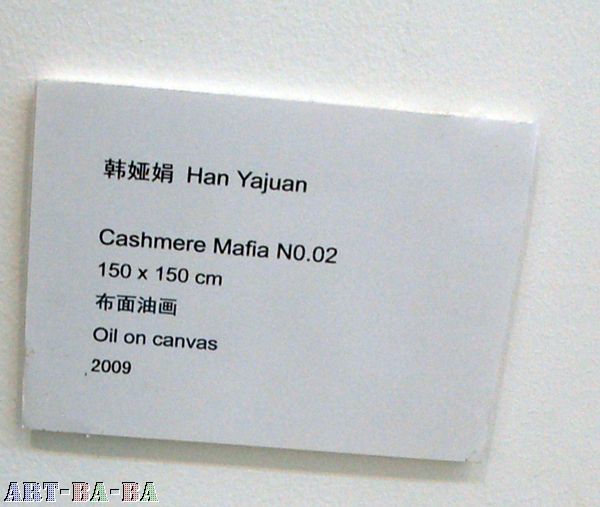 韩娅娟 Han Yajuan
Cashmere Mafia N0.02
150 x 150 cm
布面油画
Oil on canvas
2009
ART-BA-BA